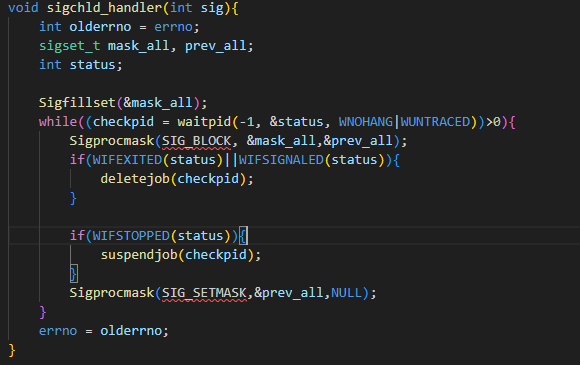 void sigchld_handler(int sig){
    int olderrno = errno;
    sigset_t mask_all, prev_all;
    int status;

    Sigfillset(&mask_all);
    while((checkpid = waitpid(-1, &status, WNOHANG|WUNTRACED))>0){
        Sigprocmask(SIG_BLOCK, &mask_all,&prev_all);
        if(WIFEXITED(status)||WIFSIGNALED(status)){
            deletejob(checkpid);
        }

        if(WIFSTOPPED(status)){
            suspendjob(checkpid);
        }
        Sigprocmask(SIG_SETMASK,&prev_all,NULL);
    }
    errno = olderrno;
}